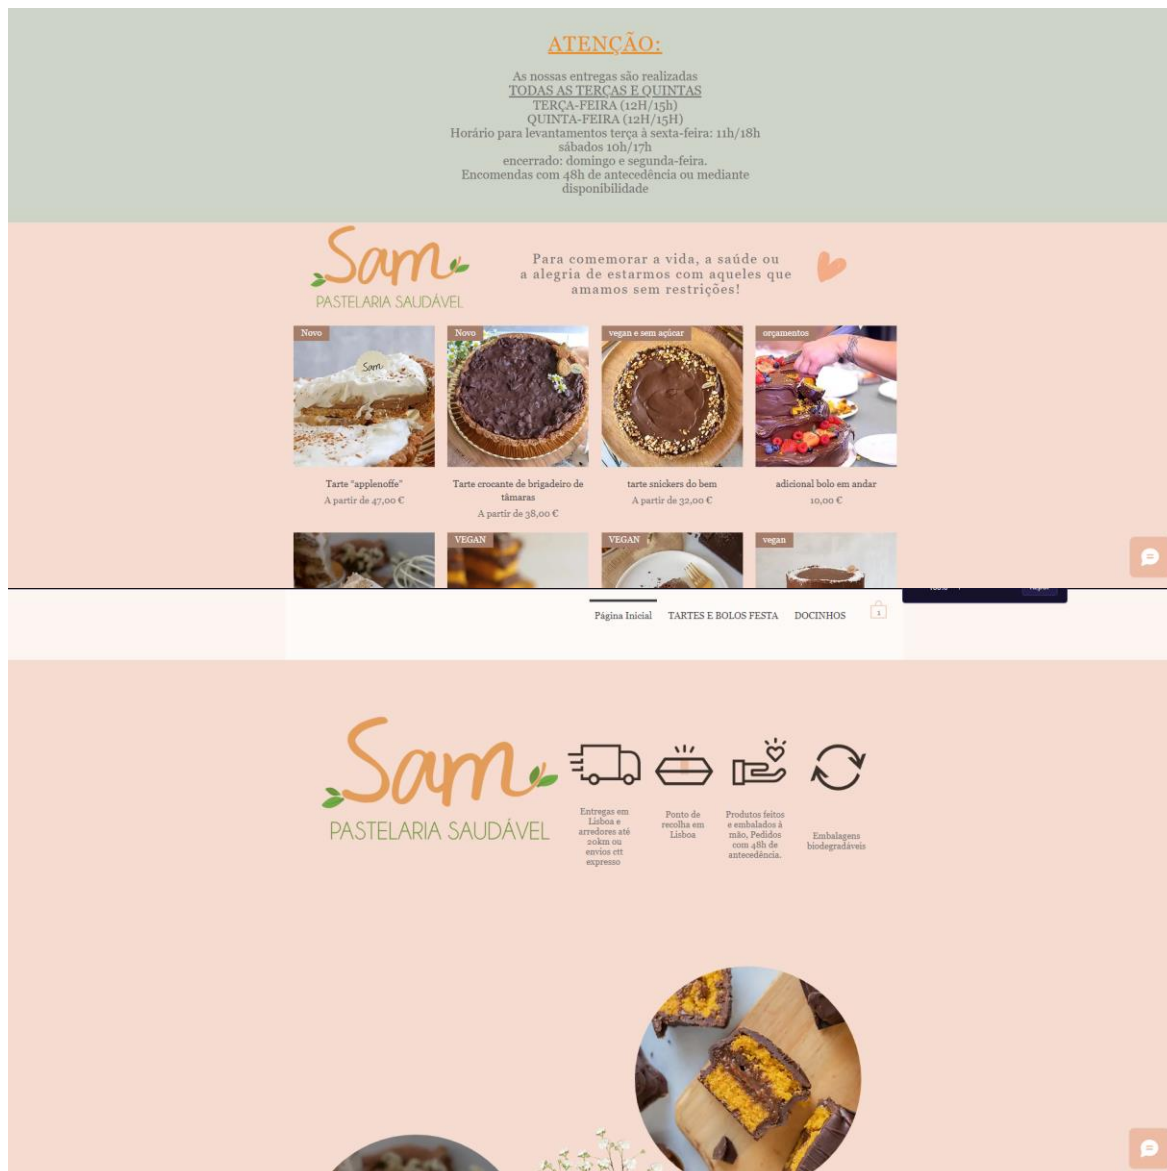 ATENÇÃO:
As nossas entregas são realizadas
TODAS AS TERÇAS E QUINTAS
TERÇA-FEIRA (12H/15h)
QUINTA-FEIRA (12H/15H)
Horário para levantamentos terça à sexta-feira: 11h/18h
sábados 10h/17h
encerrado: domingo e segunda-feira.
Encomendas com 48h de antecedência ou mediante
disponibilidade
Sam
PASTELARIA SAUDÁVEL
Para comemorar a vida, a saúde ou
a alegria de estarmos com aqueles que
amamos sem restrições!
Novo
Sam
Novo
vegan e sem açúcar
orçamentos
Tarte "applenoffe"
A partir de 47,00 €
Tarte crocante de brigadeiro de
tâmaras
A partir de 38,00 €
tarte snickers do bem
A partir de 32,00 €
adicional bolo em andar
10,00 €
VEGAN
VEGAN
vegan
Página Inicial
TARTES E BOLOS FESTA
DOCINHOS
1
Sam
PASTELARIA SAUDÁVEL
Entregas em
Lisboa e
arredores até
20km ou
envios ctt
expresso
Ponto de
recolha em
Lisboa
Produtos feitos
e embalados à
mão, Pedidos
com 48h de
antecedência.
Embalagens
biodegradáveis